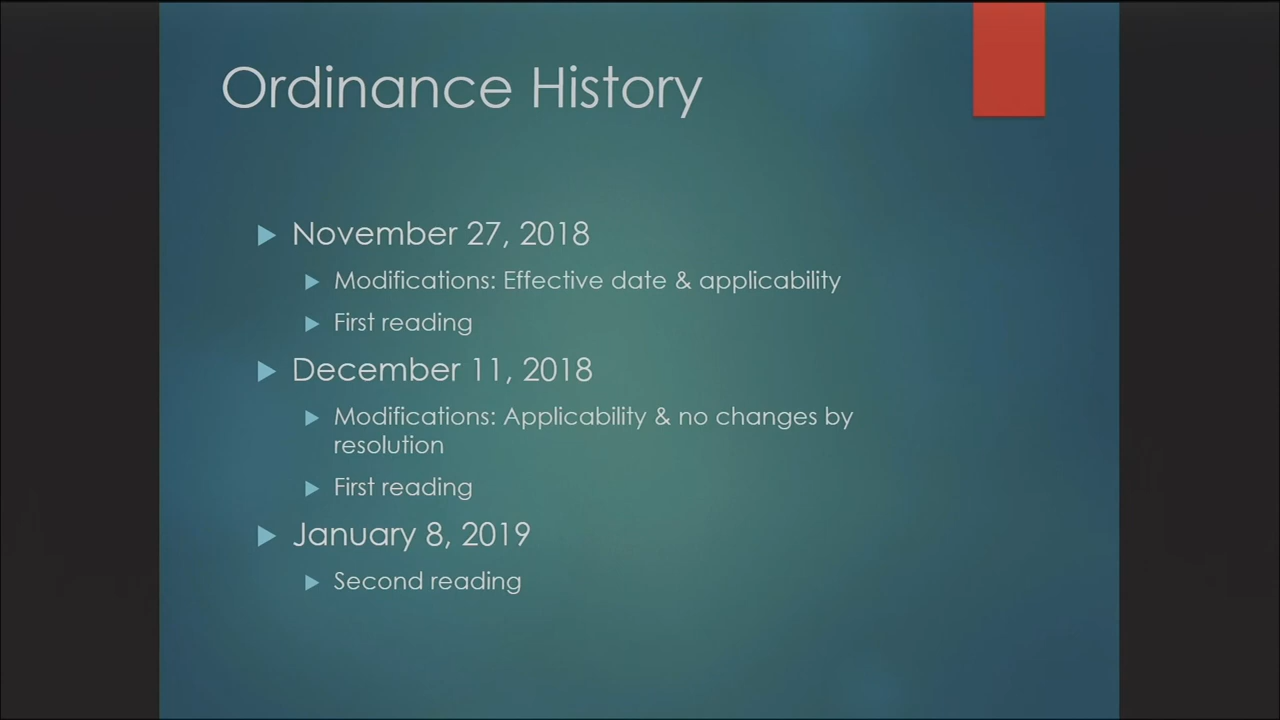 Ordinance History
November 27, 2018
Modifications: Effective date & applicability
First reading
December 11, 2018
Modifications: Applicability & no changes by
resolution
First reading
January 8, 2019
Second reading